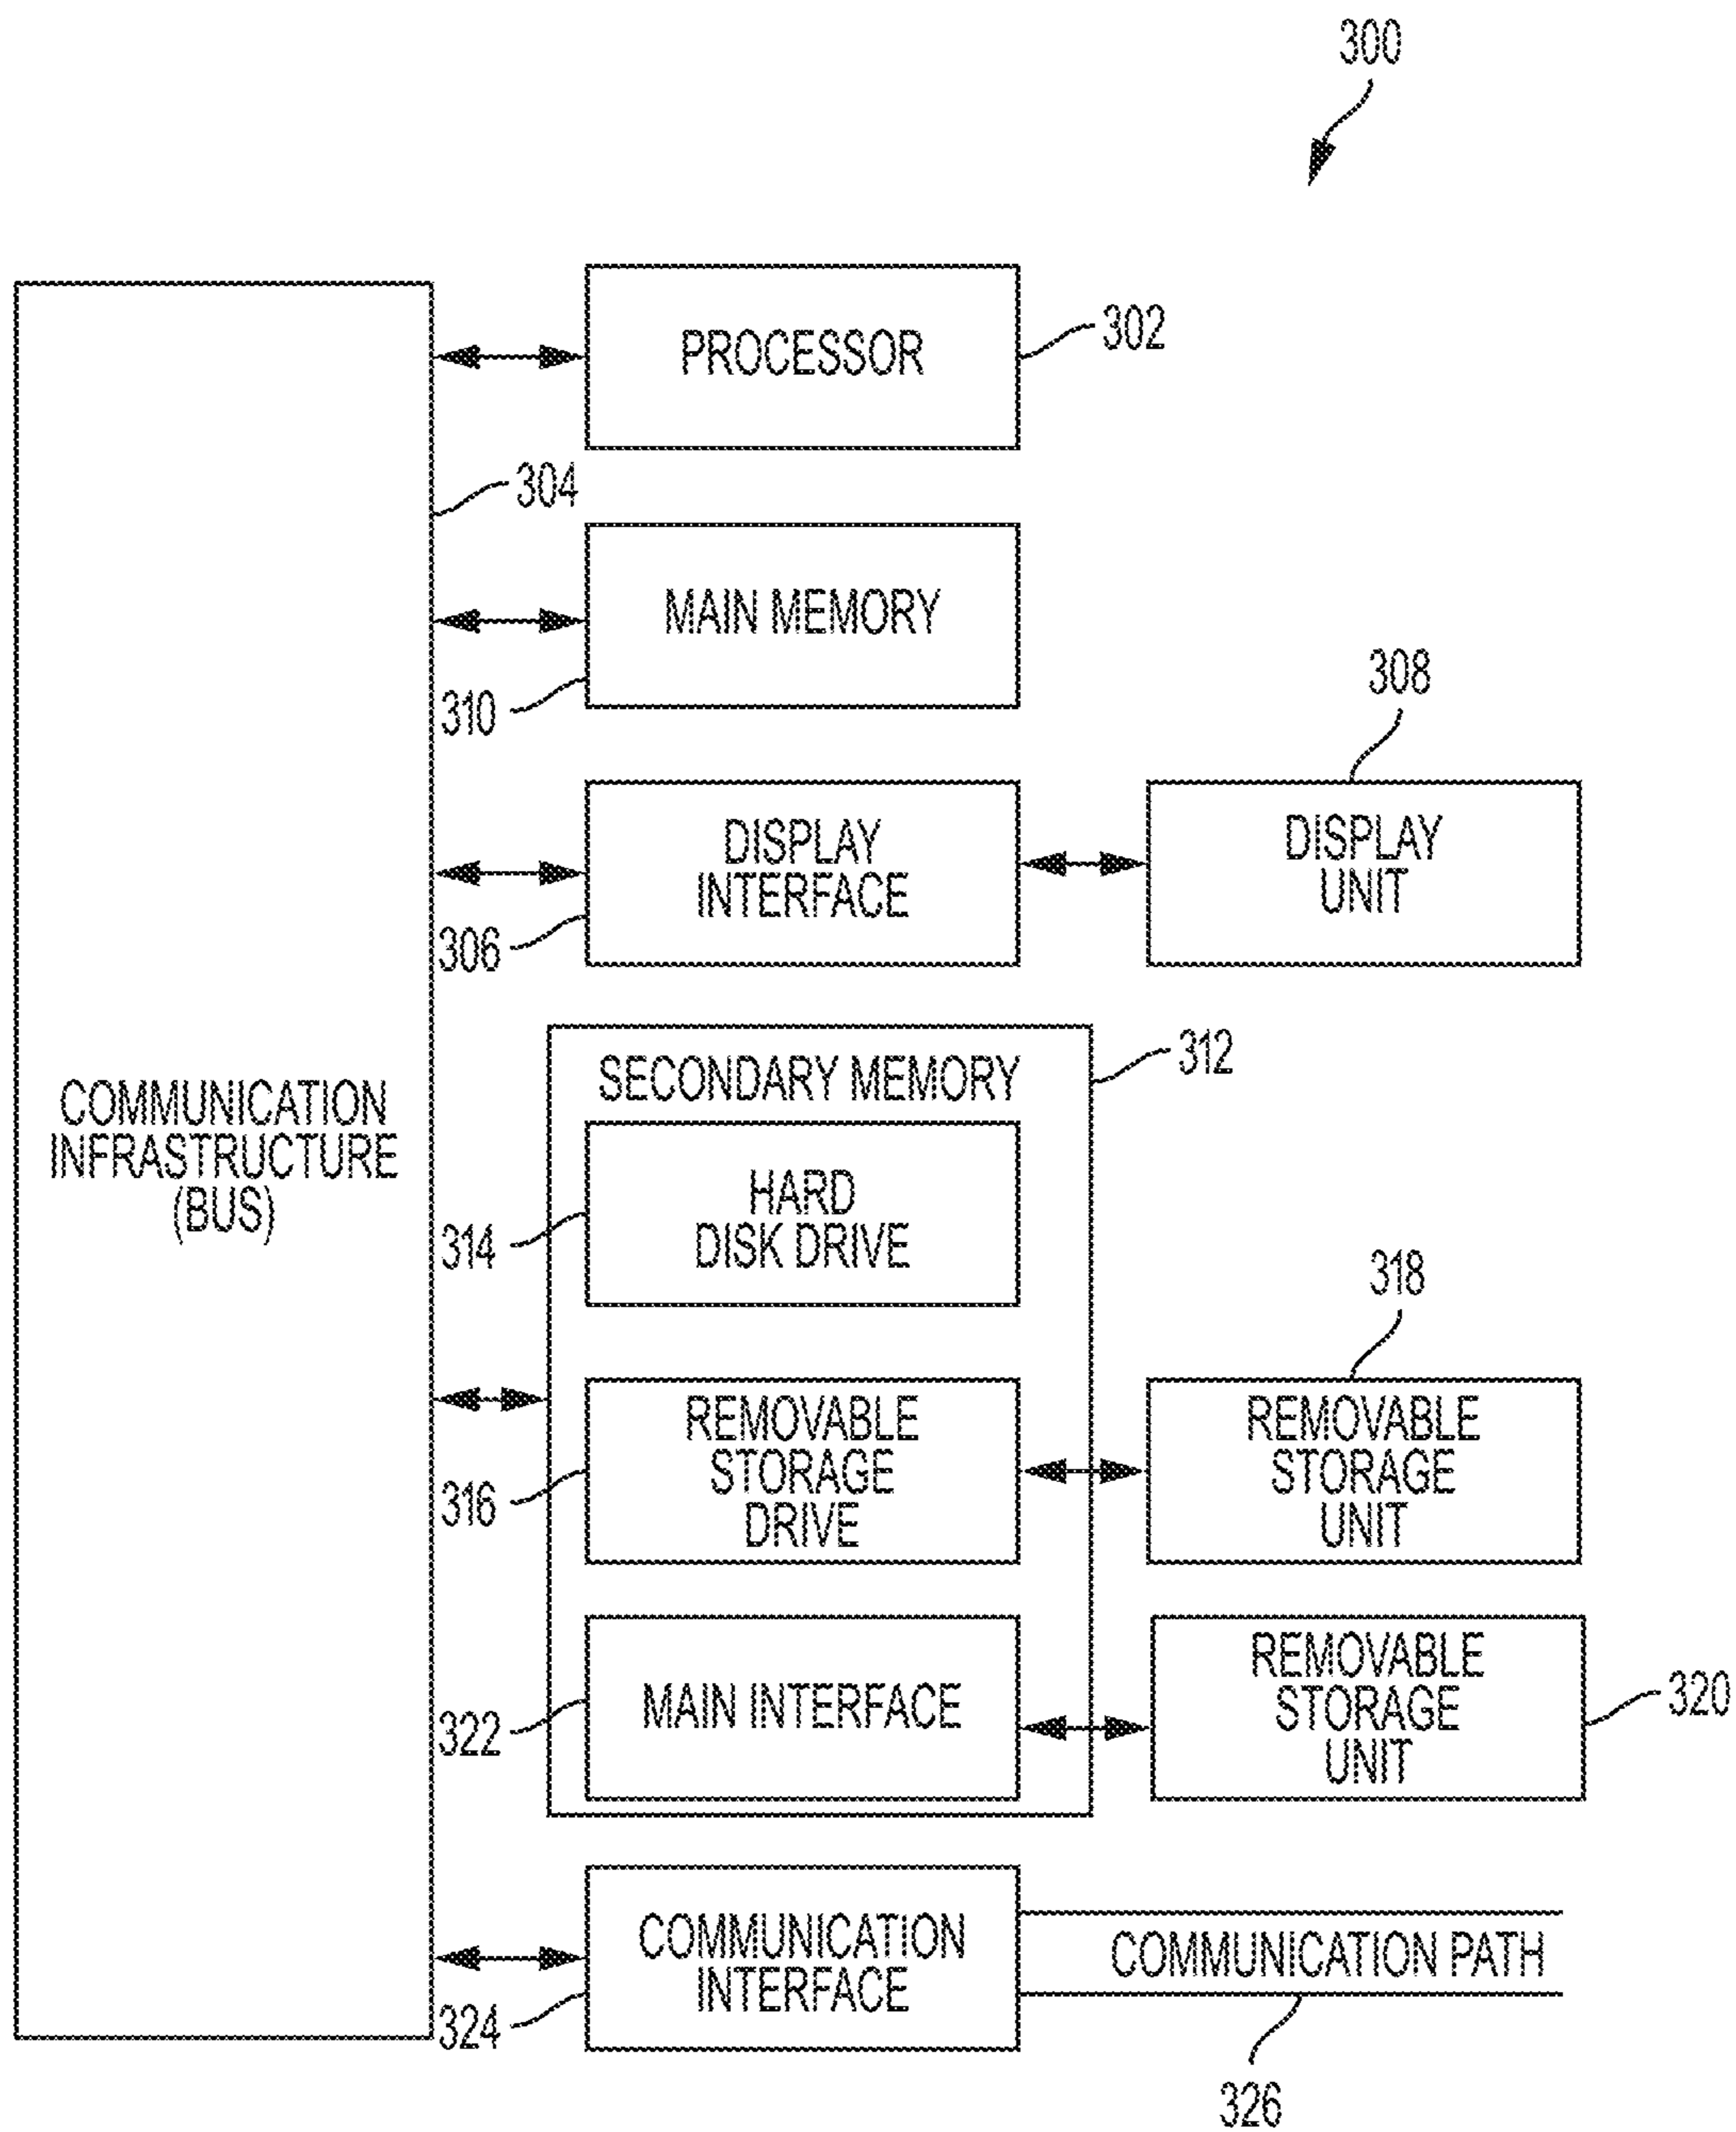 300
PROCESSOR
302
304
MAIN MEMORY
310
308
DISPLAY
INTERFACE
306
DISPLAY
UNIT
COMMUNICATION
INFRASTRUCTURE
(BUS)
SECONDARY MEMORY
312
HARD
DISK DRIVE
314
318
REMOVABLE
STORAGE
DRIVE
316
REMOVABLE
STORAGE
UNIT
MAIN INTERFACE
322
REMOVABLE
STORAGE
UNIT
320
COMMUNICATION
INTERFACE
324
COMMUNICATION PATH
326